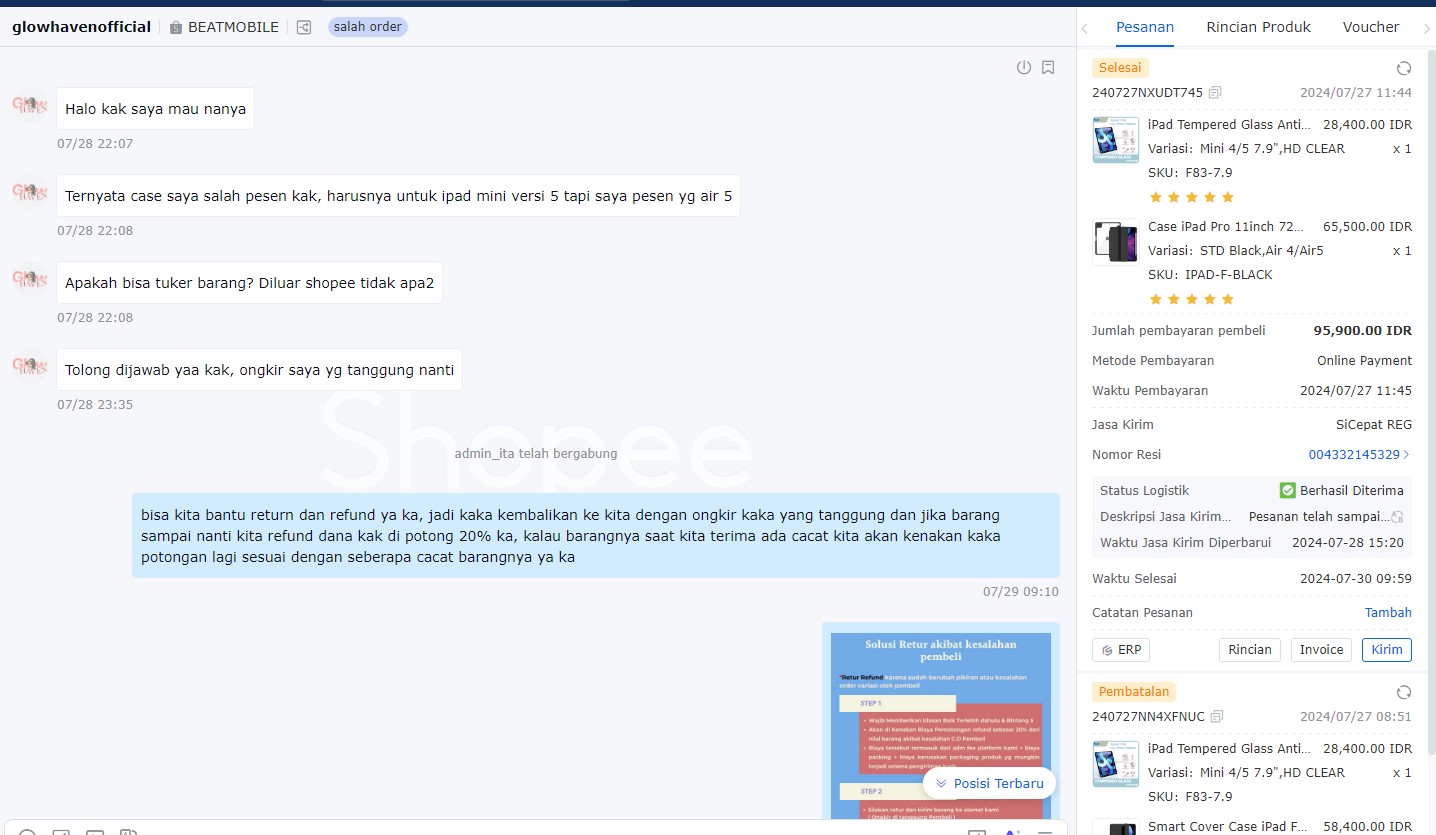 glowhavenofficial
BEATMOBILE
salah order
Halo kak saya mau nanya
07/28 22:07
Ternyata case saya salah pesen kak, harusnya untuk ipad mini versi 5 tapi saya pesen yg air 5
07/28 22:08
Apakah bisa tuker barang? Diluar shopee tidak apa2
07/28 22:08
Tolong dijawab yaa kak, ongkir saya yg tanggung nanti
07/28 23:35
Shopee
admin_ita telah bergabung
bisa kita bantu return dan refund ya ka, jadi kaka kembalikan ke kita dengan ongkir kaka yang tanggung dan jika barang
sampai nanti kita refund dana kak di potong 20% ka, kalau barangnya saat kita terima ada cacat kita akan kenakan kaka
potongan lagi sesuai dengan seberapa cacat barangnya ya ka
07/29 09:10
Solusi Retur akibat kesalahan
pembeli
*Retur Refund karena sudah berubah pikiran atau kesalahan
order variasi oleh pembeli
STEP 1
• Wajib Memberikan Ulasan Baik Terlebih dahulu & Bintang 5
• Akan di Kenakan Biaya Pemotongan refund sebesar 20% dari
nilai barang akibat kesalahan C.O Pembeli
• Biaya tersebut termasuk dari adm fee platform kami + biaya
packing + biaya kerusakan packaging produk yg mungkin
terjadi selama pengiriman
STEP 2
• Silakan retur dan kirim barang ke alamat kami
( Ongkir di tanggung Pembeli )
Posisi Terbaru
Pesanan
Rincian Produk
Voucher
Selesai
240727NXUDT745
2024/07/27 11:44
iPad Tempered Glass Anti... 28,400.00 IDR
Variasi: Mini 4/5 7.9",HD CLEAR x 1
SKU: F83-7.9
Case iPad Pro 11inch 72... 65,500.00 IDR
Variasi: STD Black,Air 4/Air5 x 1
SKU: IPAD-F-BLACK
Jumlah pembayaran pembeli 95,900.00 IDR
Metode Pembayaran Online Payment
Waktu Pembayaran 2024/07/27 11:45
Jasa Kirim SiCepat REG
Nomor Resi 004332145329
Status Logistik Berhasil Diterima
Deskripsi Jasa Kirim... Pesanan telah sampai...
Waktu Jasa Kirim Diperbarui 2024-07-28 15:20
Waktu Selesai 2024-07-30 09:59
Catatan Pesanan Tambah
ERP Rincian Invoice Kirim
Pembatalan
240727NN4XFNUC 2024/07/27 08:51
iPad Tempered Glass Anti... 28,400.00 IDR
Variasi: Mini 4/5 7.9",HD CLEAR x 1
SKU: F83-7.9
Smart Cover Case iPad F... 58,400.00 IDR